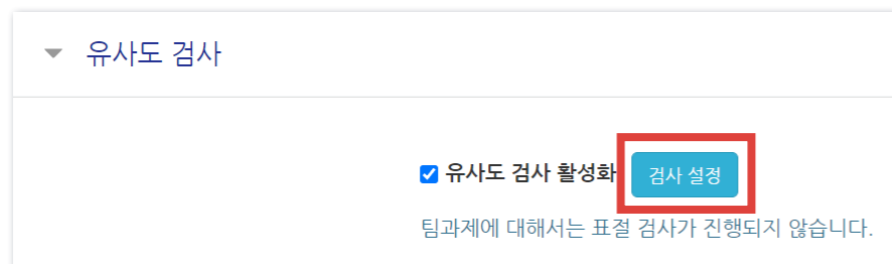 유사도 검사
유사도 검사 활성화 검사 설정
팀과제에 대해서는 표절 검사가 진행되지 않습니다.